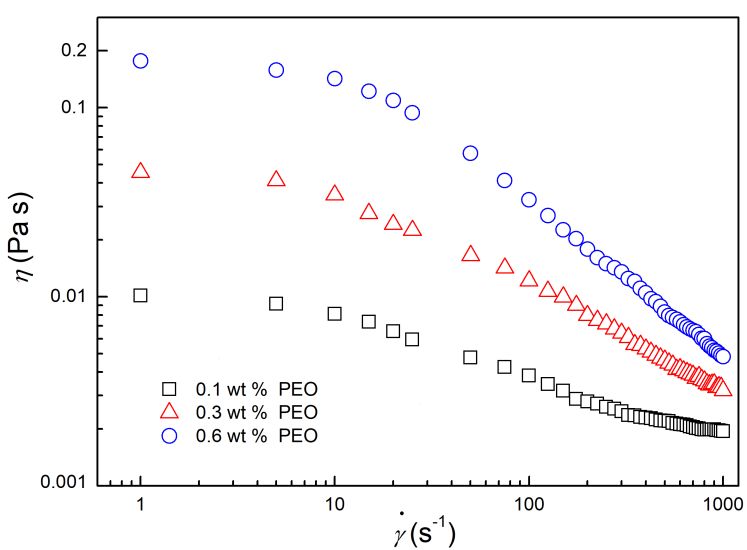 0.2
0.1
0.01
0.001
η (Pa s)
0.1 wt % PEO
0.3 wt % PEO
0.6 wt % PEO
1 10 100 1000
γ̇ (s⁻¹)